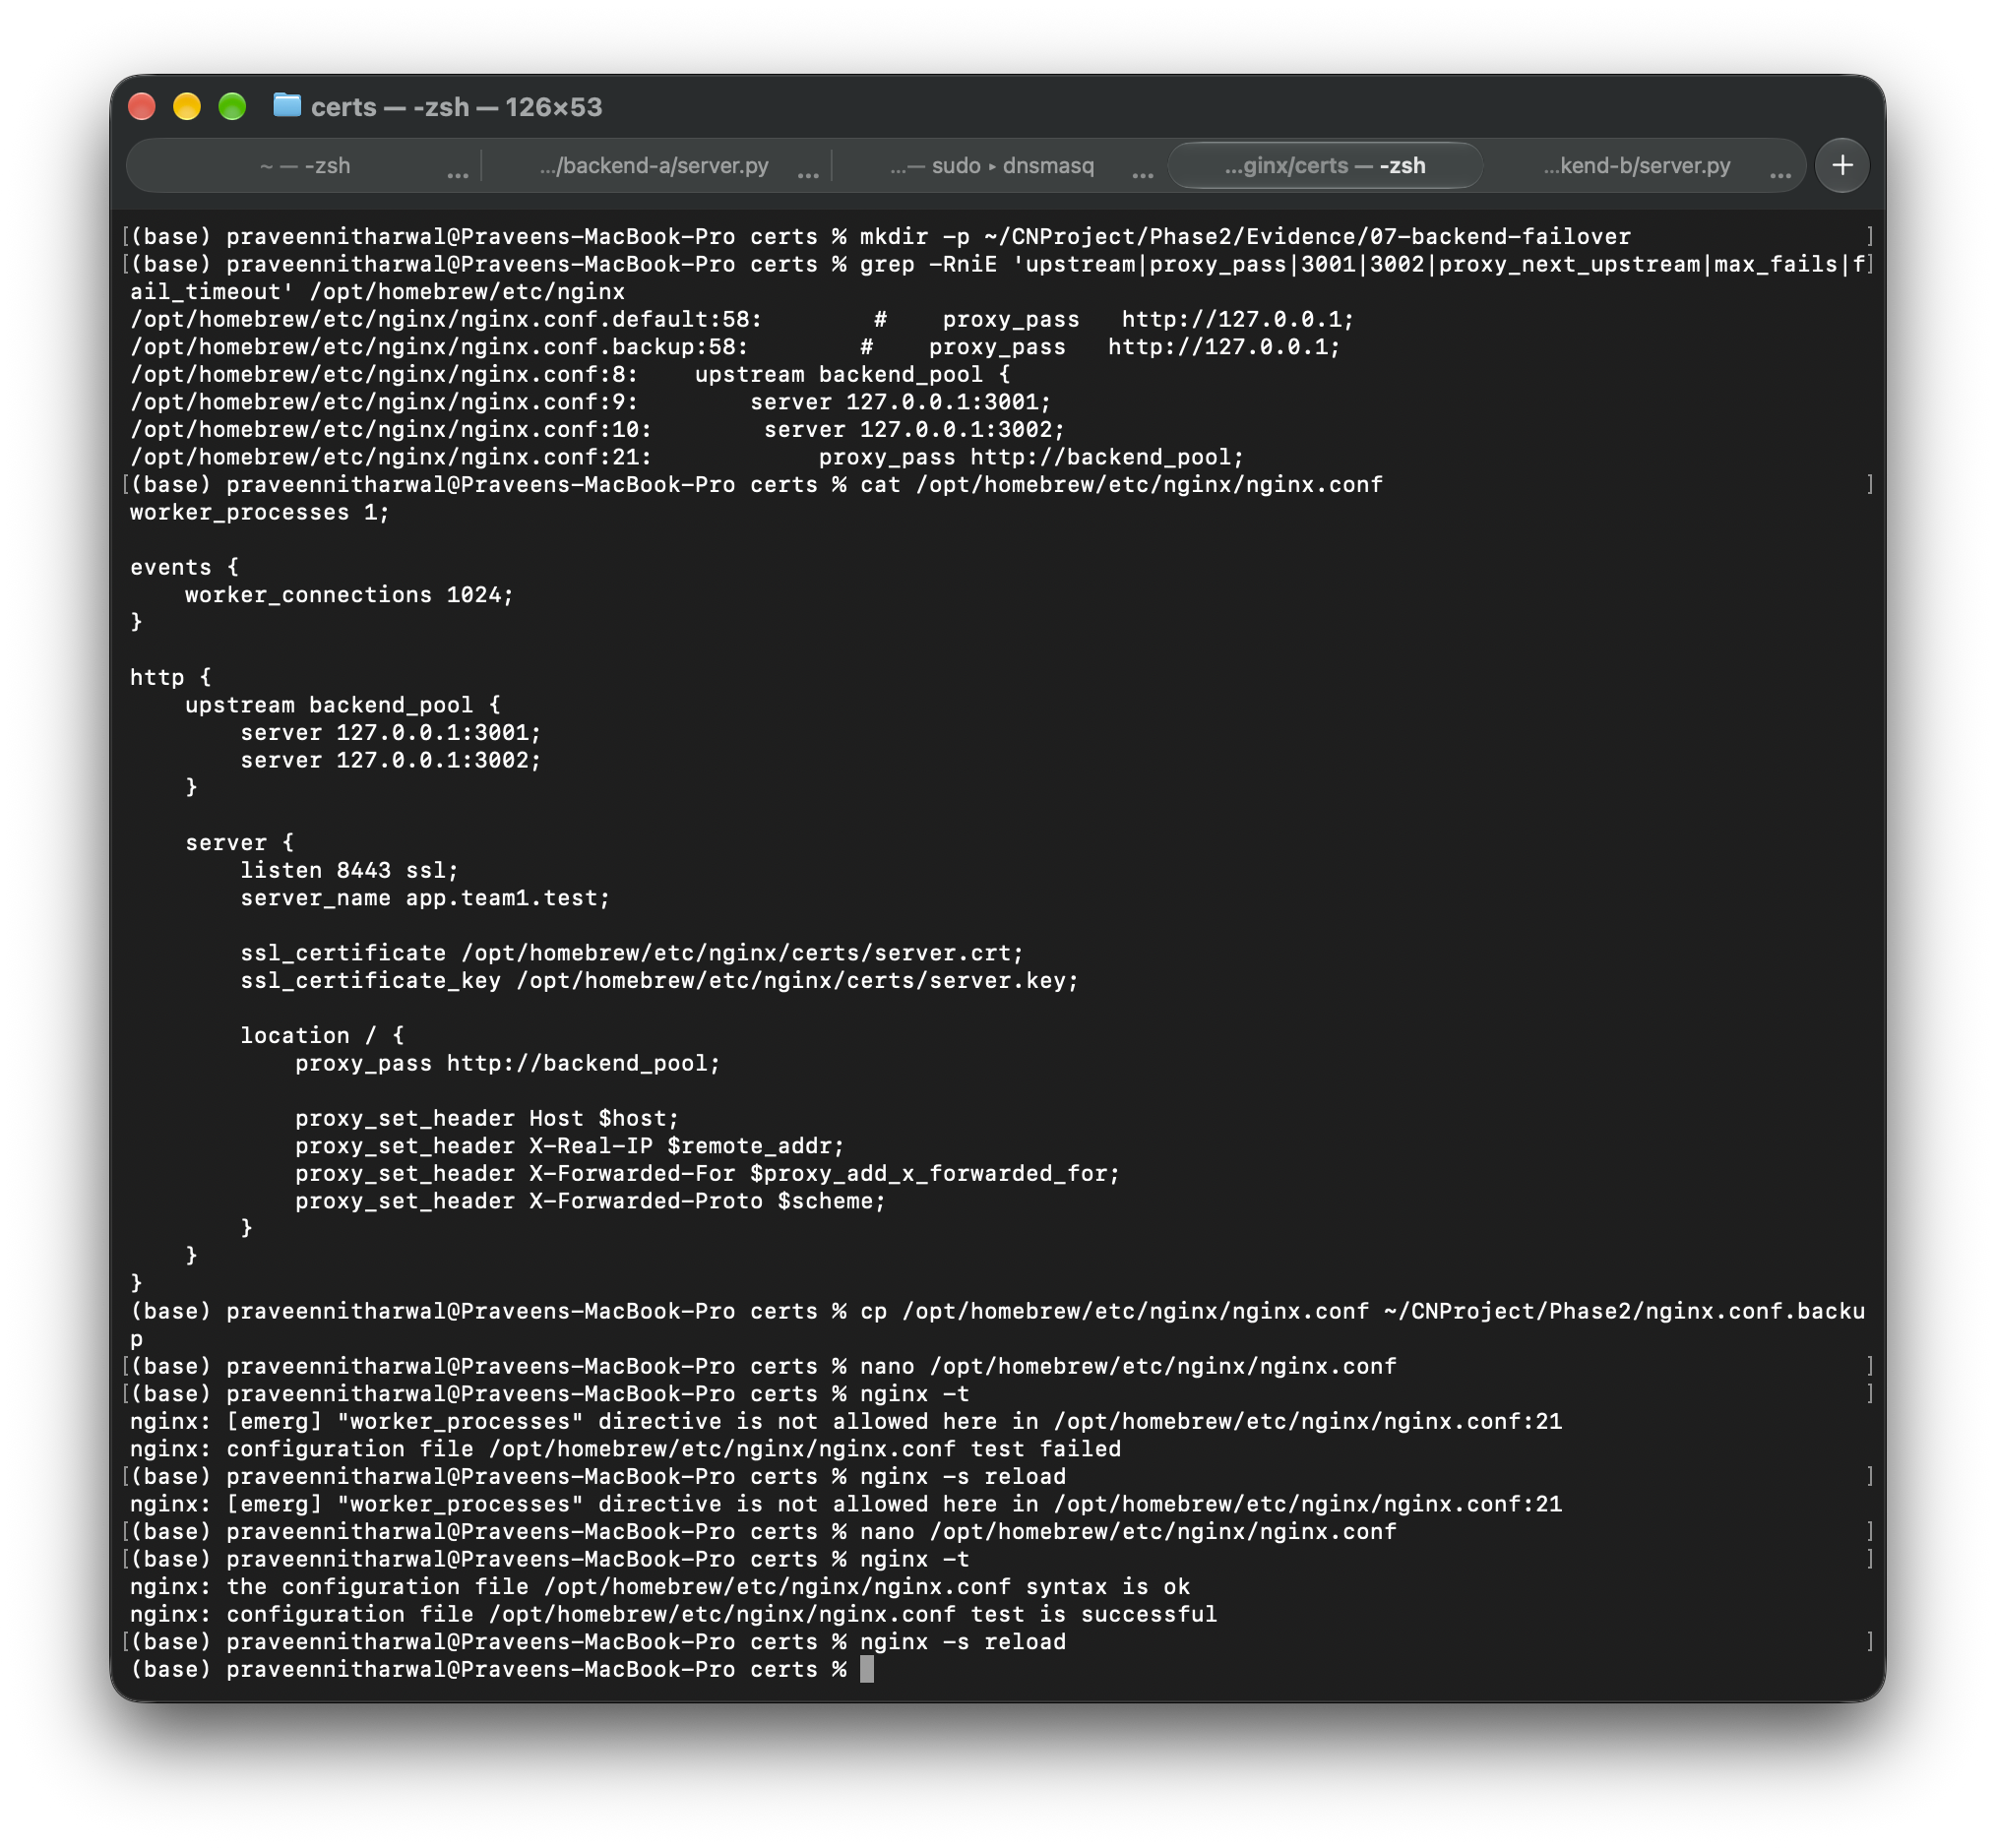 certs — -zsh — 126×53
~ — -zsh ... .../backend-a/server.py ... ...— sudo ▸ dnsmasq ... ...ginx/certs — -zsh ...kend-b/server.py ... +
[(base) praveennitharwal@Praveens-MacBook-Pro certs % mkdir -p ~/CNProject/Phase2/Evidence/07-backend-failover ]
[(base) praveennitharwal@Praveens-MacBook-Pro certs % grep -RniE 'upstream|proxy_pass|3001|3002|proxy_next_upstream|max_fails|f]
ail_timeout' /opt/homebrew/etc/nginx
/opt/homebrew/etc/nginx/nginx.conf.default:58:        #    proxy_pass   http://127.0.0.1;
/opt/homebrew/etc/nginx/nginx.conf.backup:58:        #    proxy_pass   http://127.0.0.1;
/opt/homebrew/etc/nginx/nginx.conf:8:    upstream backend_pool {
/opt/homebrew/etc/nginx/nginx.conf:9:        server 127.0.0.1:3001;
/opt/homebrew/etc/nginx/nginx.conf:10:        server 127.0.0.1:3002;
/opt/homebrew/etc/nginx/nginx.conf:21:            proxy_pass http://backend_pool;
[(base) praveennitharwal@Praveens-MacBook-Pro certs % cat /opt/homebrew/etc/nginx/nginx.conf ]
worker_processes 1;

events {
    worker_connections 1024;
}

http {
    upstream backend_pool {
        server 127.0.0.1:3001;
        server 127.0.0.1:3002;
    }

    server {
        listen 8443 ssl;
        server_name app.team1.test;

        ssl_certificate /opt/homebrew/etc/nginx/certs/server.crt;
        ssl_certificate_key /opt/homebrew/etc/nginx/certs/server.key;

        location / {
            proxy_pass http://backend_pool;

            proxy_set_header Host $host;
            proxy_set_header X-Real-IP $remote_addr;
            proxy_set_header X-Forwarded-For $proxy_add_x_forwarded_for;
            proxy_set_header X-Forwarded-Proto $scheme;
        }
    }
}
(base) praveennitharwal@Praveens-MacBook-Pro certs % cp /opt/homebrew/etc/nginx/nginx.conf ~/CNProject/Phase2/nginx.conf.backu
p
[(base) praveennitharwal@Praveens-MacBook-Pro certs % nano /opt/homebrew/etc/nginx/nginx.conf ]
[(base) praveennitharwal@Praveens-MacBook-Pro certs % nginx -t ]
nginx: [emerg] "worker_processes" directive is not allowed here in /opt/homebrew/etc/nginx/nginx.conf:21
nginx: configuration file /opt/homebrew/etc/nginx/nginx.conf test failed
[(base) praveennitharwal@Praveens-MacBook-Pro certs % nginx -s reload ]
nginx: [emerg] "worker_processes" directive is not allowed here in /opt/homebrew/etc/nginx/nginx.conf:21
[(base) praveennitharwal@Praveens-MacBook-Pro certs % nano /opt/homebrew/etc/nginx/nginx.conf ]
[(base) praveennitharwal@Praveens-MacBook-Pro certs % nginx -t ]
nginx: the configuration file /opt/homebrew/etc/nginx/nginx.conf syntax is ok
nginx: configuration file /opt/homebrew/etc/nginx/nginx.conf test is successful
[(base) praveennitharwal@Praveens-MacBook-Pro certs % nginx -s reload ]
(base) praveennitharwal@Praveens-MacBook-Pro certs %